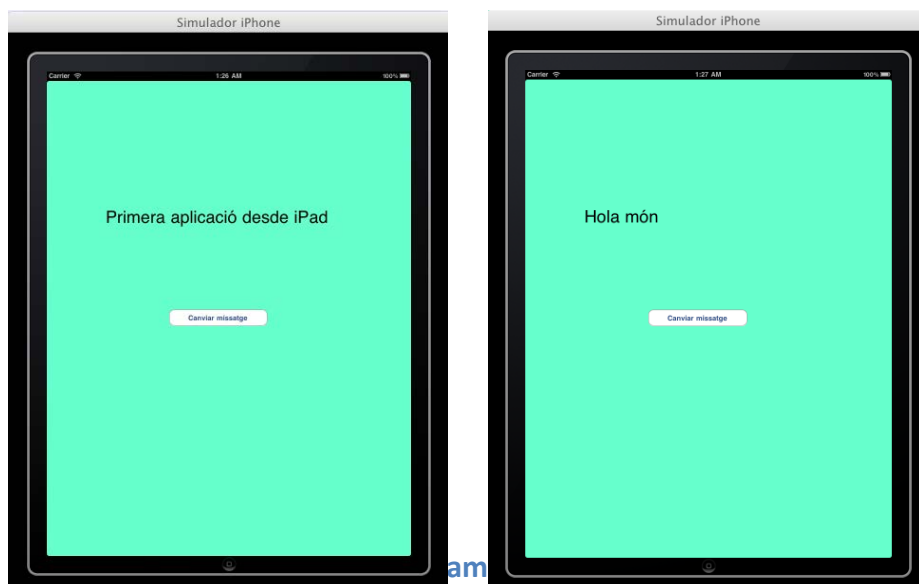 Simulador iPhone
Carrier 1:26 AM 100%
Primera aplicació desde iPad
Canviar missatge
Simulador iPhone
Carrier 1:27 AM 100%
Hola món
Canviar missatge
am